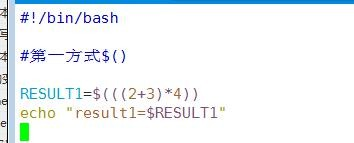 #!/bin/bash
#第一方式$()
RESULT1=$(((2+3)*4))
echo "result1=$RESULT1"